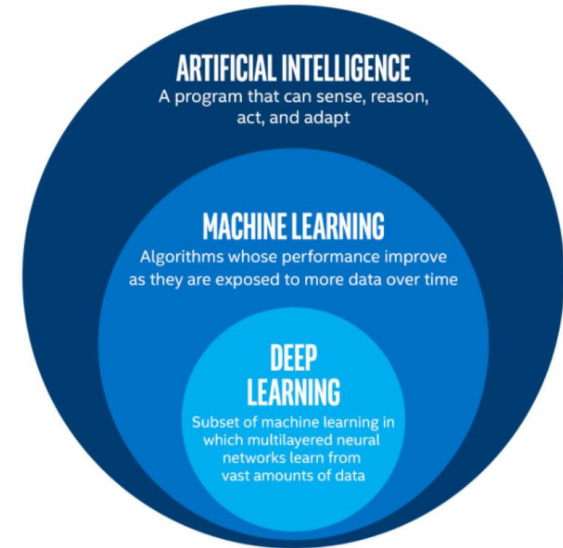 ARTIFICIAL INTELLIGENCE
A program that can sense, reason,
act, and adapt
MACHINE LEARNING
Algorithms whose performance improve
as they are exposed to more data over time
DEEP
LEARNING
Subset of machine learning in
which multilayered neural
networks learn from
vast amounts of data